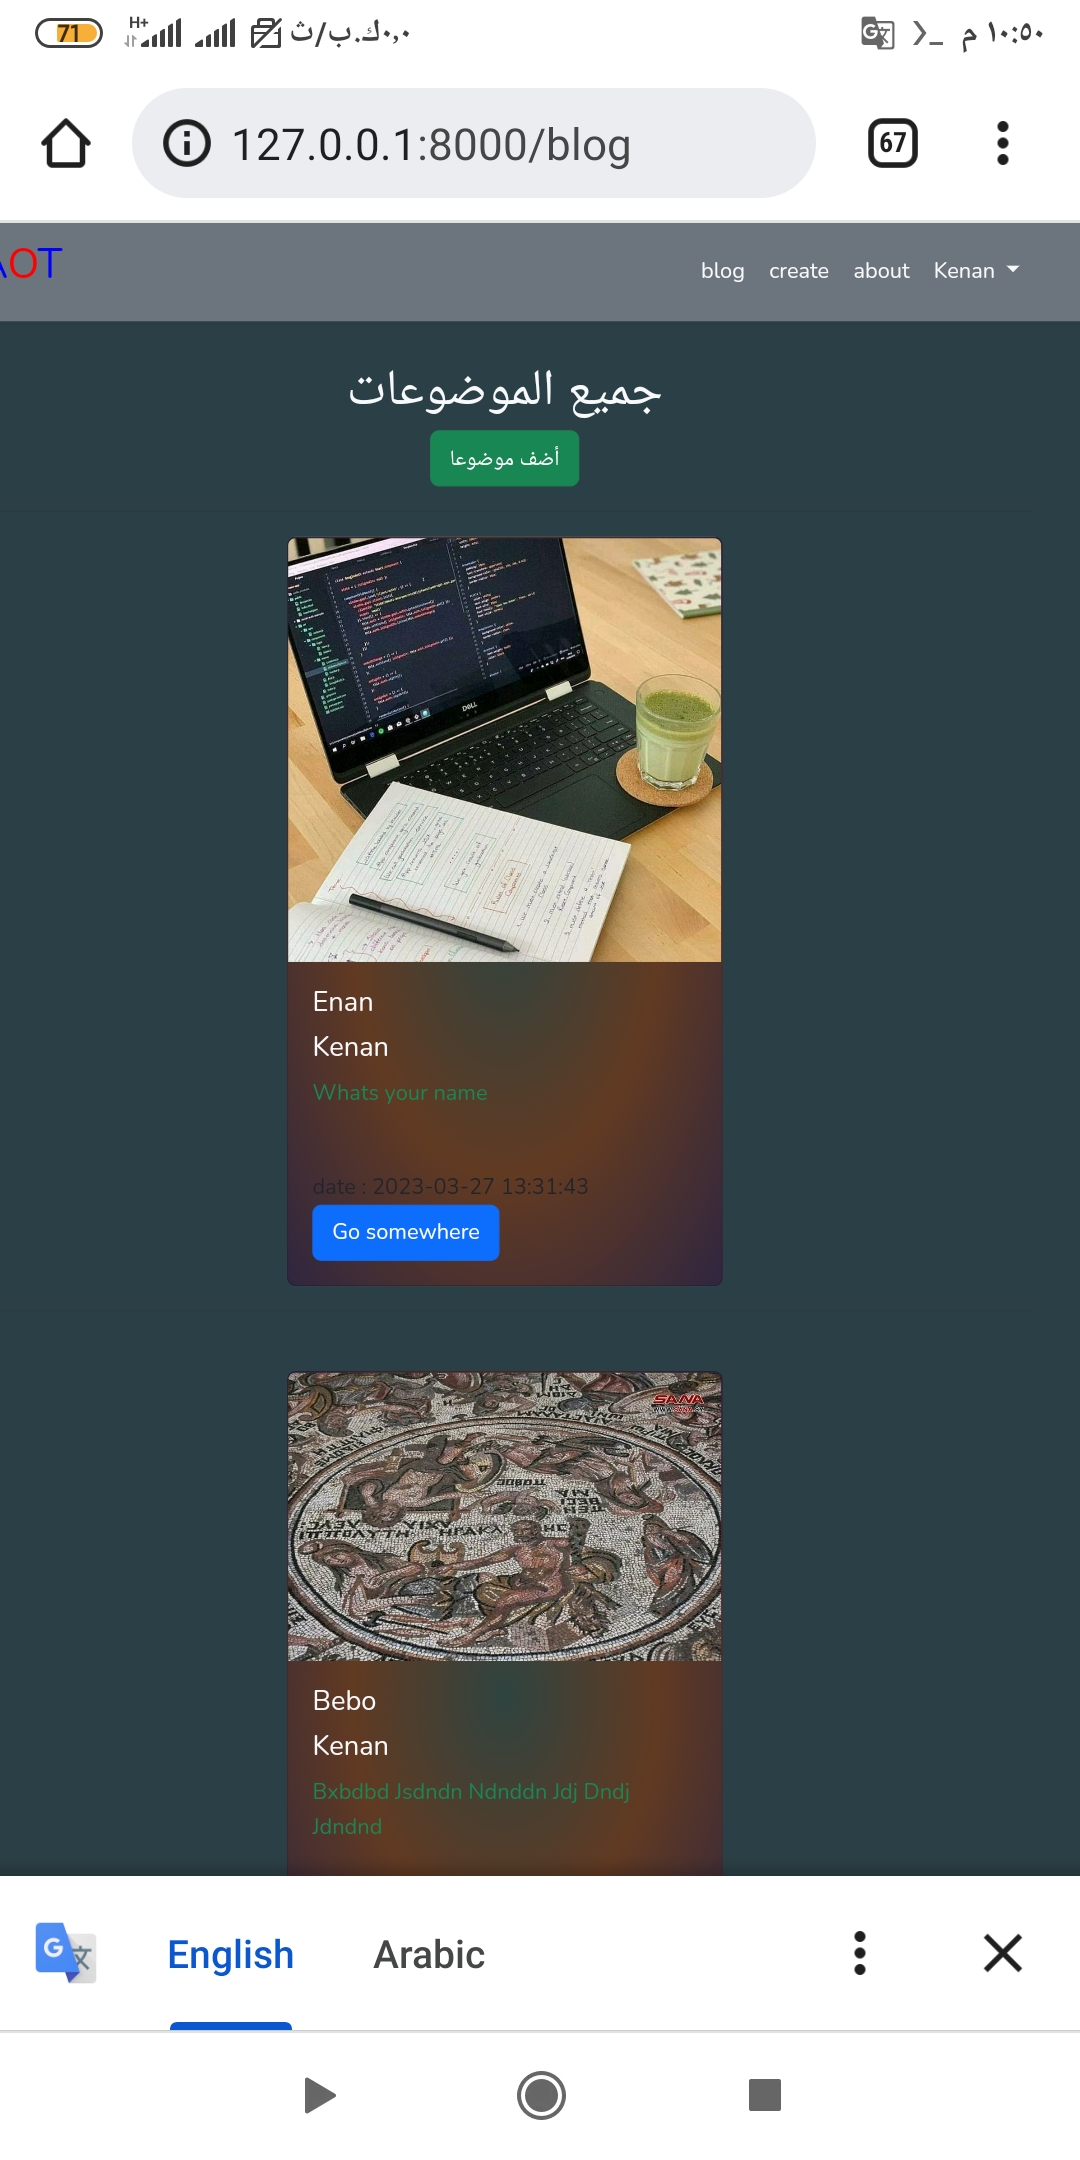 71 H+ ٠,٠ك.ب/ث ١٠:٥٠ م
127.0.0.1:8000/blog 67
OT blog create about Kenan
جميع الموضوعات
أضف موضوعا
DELL
Enan
Kenan
Whats your name
date : 2023-03-27 13:31:43
Go somewhere
SANA
Bebo
Kenan
Bxbdbd Jsdndn Ndnddn Jdj Dndj
Jdndnd
English Arabic